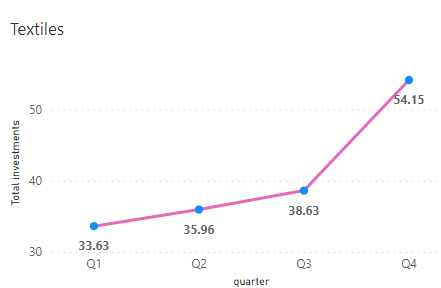 Textiles
Total investments
50
40
30
54.15
38.63
35.96
33.63
Q1 Q2 Q3 Q4
quarter